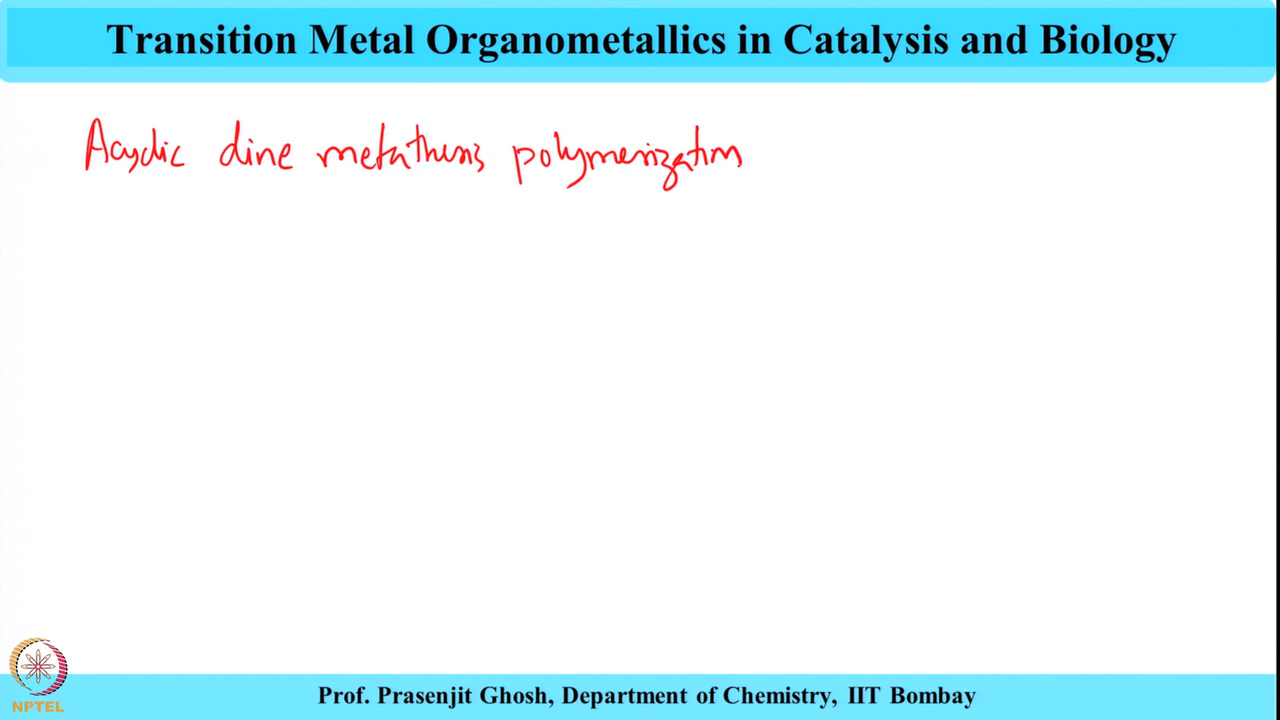 Transition Metal Organometallics in Catalysis and Biology
Acyclic diene metathesis polymerization
Prof. Prasenjit Ghosh, Department of Chemistry, IIT Bombay
NPTEL